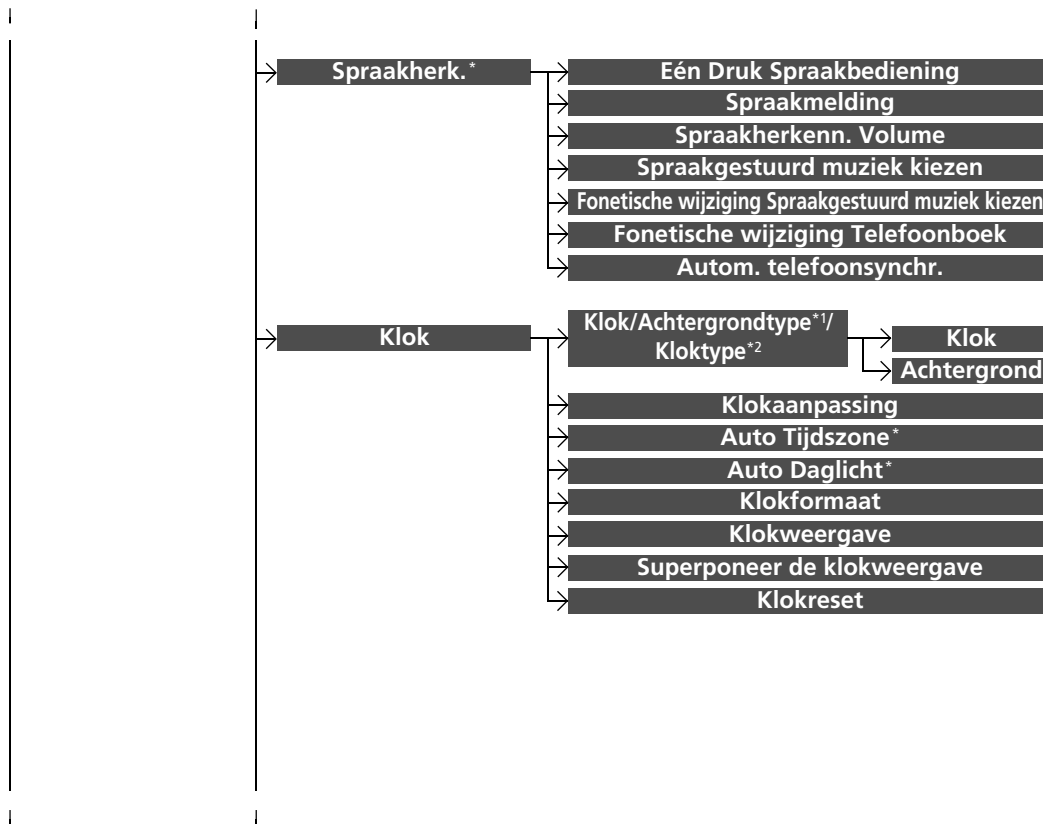 Spraakherk.*
Eén Druk Spraakbediening
Spraakmelding
Spraakherkenn. Volume
Spraakgestuurd muziek kiezen
Fonetische wijziging Spraakgestuurd muziek kiezen
Fonetische wijziging Telefoonboek
Autom. telefoonsynchr.
Klok
Klok/Achtergrondtype*1/
Kloktype*2
Klok
Achtergrond
Klokaanpassing
Auto Tijdszone*
Auto Daglicht*
Klokformaat
Klokweergave
Superponeer de klokweergave
Klokreset